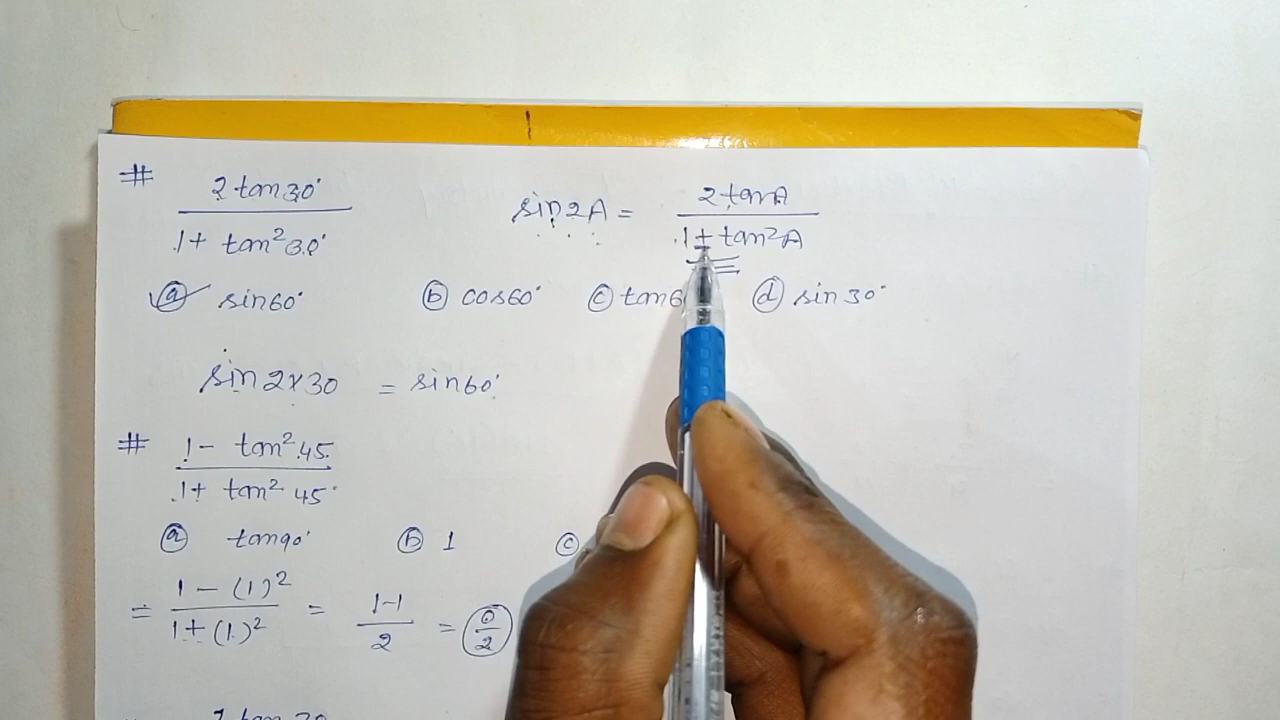 # 2 tan 30° / 1 + tan² 30°    sin 2A = 2 tan A / 1 + tan² A
ⓐ sin 60°    ⓑ cos 60°    ⓒ tan 6    ⓓ sin 30°
sin 2×30 = sin 60°
# 1 - tan² 45 / 1 + tan² 45°
ⓐ tan 90°    ⓑ 1    ⓒ
= 1 - (1)² / 1 + (1)² = 1-1 / 2 = 0/2